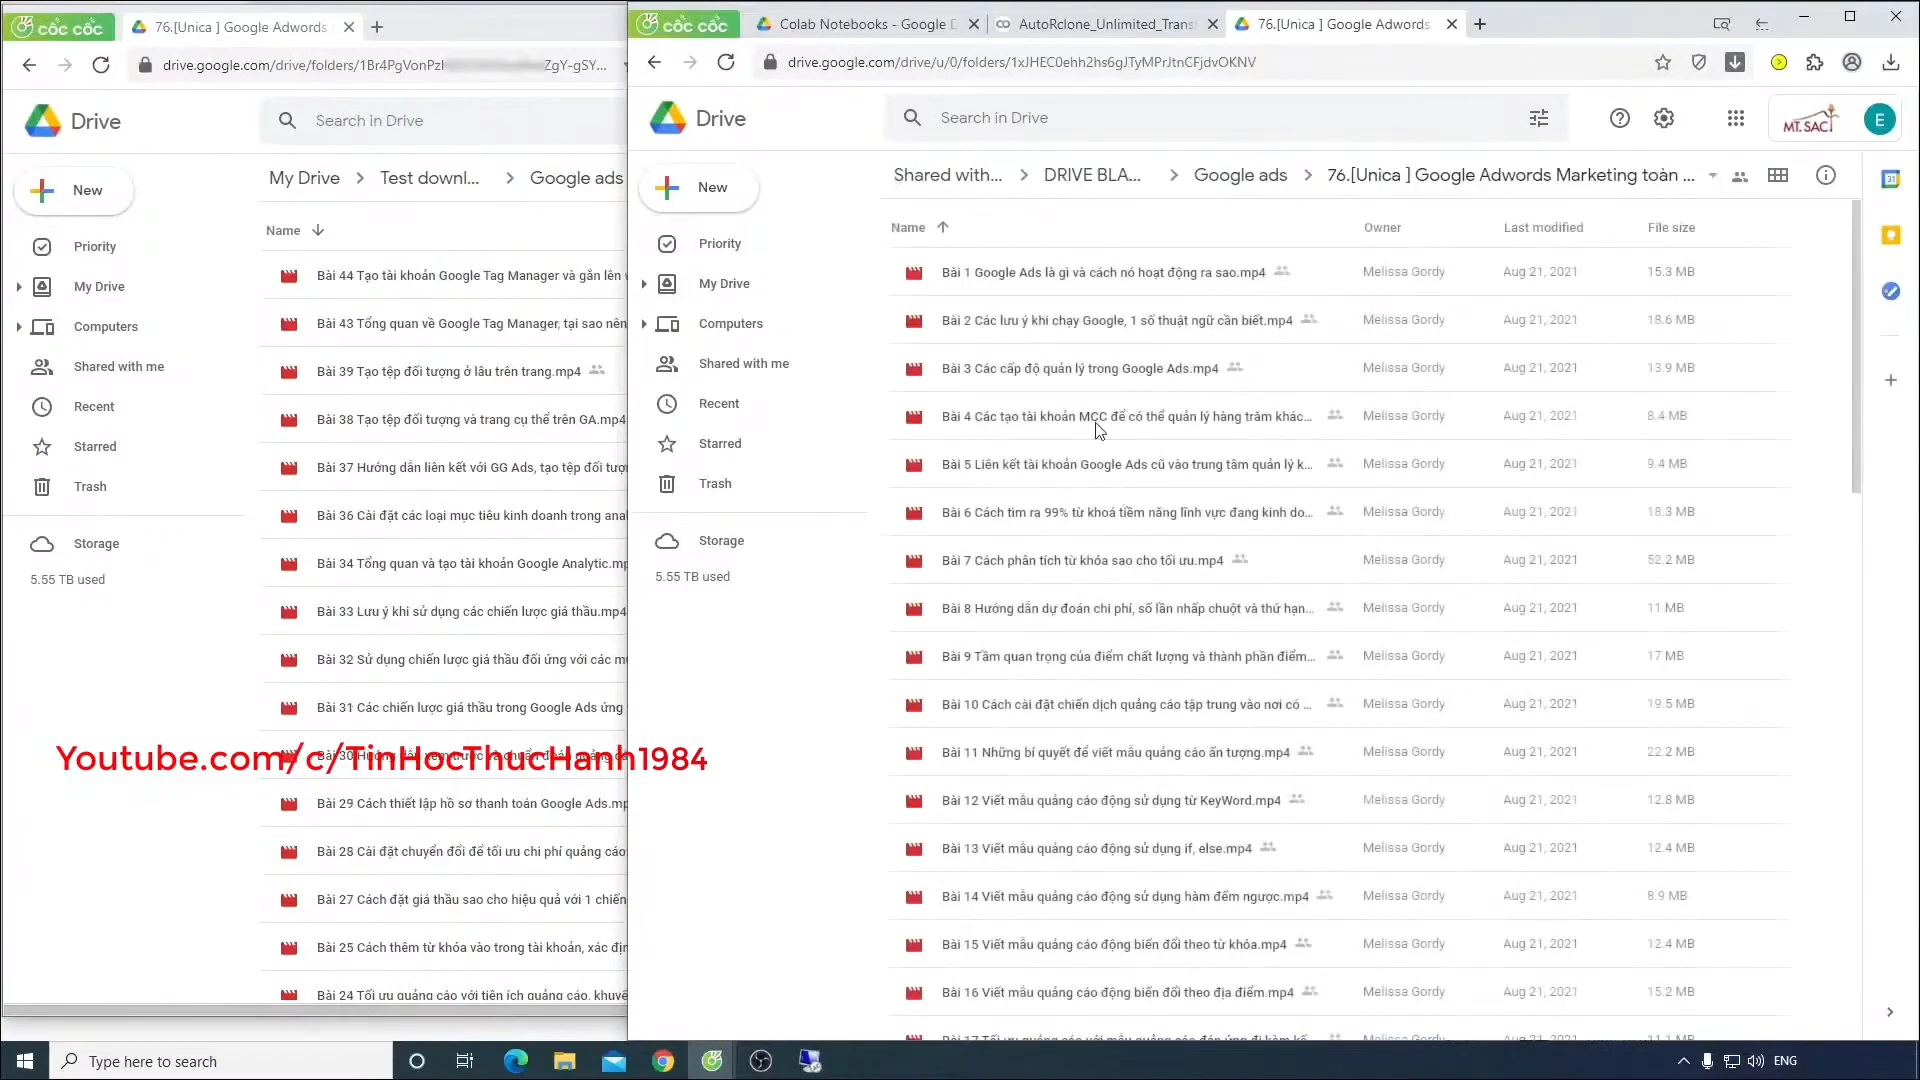 cốc cốc
76.[Unica ] Google Adwords
drive.google.com/drive/folders/1Br4PgVonPzl
ZgY-gSY...
Drive
Search in Drive
My Drive
Test downl...
Google ads
New
Name
Priority
My Drive
Computers
Shared with me
Recent
Starred
Trash
Storage
5.55 TB used
Bài 44 Tạo tài khoản Google Tag Manager và gắn lên
Bài 43 Tổng quan về Google Tag Manager, tại sao nên
Bài 39 Tạo tệp đối tượng ở lâu trên trang.mp4
Bài 38 Tạo tệp đối tượng và trang cụ thể trên GA.mp4
Bài 37 Hướng dẫn liên kết với GG Ads, tạo tệp đối tượ
Bài 36 Cài đặt các loại mục tiêu kinh doanh trong ana
Bài 34 Tổng quan và tạo tài khoản Google Analytic.mp
Bài 33 Lưu ý khi sử dụng các chiến lược giá thầu.mp4
Bài 32 Sử dụng chiến lược giá thầu đối ứng với các m
Bài 31 Các chiến lược giá thầu trong Google Ads ứng
Youtube.com/c/TinHocThucHanh1984
Bài 29 Cách thiết lập hồ sơ thanh toán Google Ads.mp
Bài 28 Cài đặt chuyển đổi để tối ưu chi phí quảng cáo
Bài 27 Cách đặt giá thầu sao cho hiệu quả với 1 chiến
Bài 25 Cách thêm từ khóa vào trong tài khoản, xác địn
Bài 24 Tối ưu quảng cáo với tiện ích quảng cáo, khuyế
cốc cốc
Colab Notebooks - Google D
AutoRclone_Unlimited_Trans
76.[Unica ] Google Adwords
drive.google.com/drive/u/0/folders/1xJHEC0ehh2hs6gJTyMPrJtnCFjdvOKNV
Drive
Search in Drive
MT. SAC
E
Shared with...
DRIVE BLA...
Google ads
76.[Unica ] Google Adwords Marketing toàn ...
New
Priority
My Drive
Computers
Shared with me
Recent
Starred
Trash
Storage
5.55 TB used
Name Owner Last modified File size
Bài 1 Google Ads là gì và cách nó hoạt động ra sao.mp4 Melissa Gordy Aug 21, 2021 15.3 MB
Bài 2 Các lưu ý khi chạy Google, 1 số thuật ngữ cần biết.mp4 Melissa Gordy Aug 21, 2021 18.6 MB
Bài 3 Các cấp độ quản lý trong Google Ads.mp4 Melissa Gordy Aug 21, 2021 13.9 MB
Bài 4 Các tạo tài khoản MCC để có thể quản lý hàng trăm khác... Melissa Gordy Aug 21, 2021 8.4 MB
Bài 5 Liên kết tài khoản Google Ads cũ vào trung tâm quản lý k... Melissa Gordy Aug 21, 2021 9.4 MB
Bài 6 Cách tìm ra 99% từ khoá tiềm năng lĩnh vực đang kinh do... Melissa Gordy Aug 21, 2021 18.3 MB
Bài 7 Cách phân tích từ khóa sao cho tối ưu.mp4 Melissa Gordy Aug 21, 2021 52.2 MB
Bài 8 Hướng dẫn dự đoán chi phí, số lần nhấp chuột và thứ hạn... Melissa Gordy Aug 21, 2021 11 MB
Bài 9 Tầm quan trọng của điểm chất lượng và thành phần điểm... Melissa Gordy Aug 21, 2021 17 MB
Bài 10 Cách cài đặt chiến dịch quảng cáo tập trung vào nơi có ... Melissa Gordy Aug 21, 2021 19.5 MB
Bài 11 Những bí quyết để viết mẫu quảng cáo ấn tượng.mp4 Melissa Gordy Aug 21, 2021 22.2 MB
Bài 12 Viết mẫu quảng cáo động sử dụng từ KeyWord.mp4 Melissa Gordy Aug 21, 2021 12.8 MB
Bài 13 Viết mẫu quảng cáo động sử dụng if, else.mp4 Melissa Gordy Aug 21, 2021 12.4 MB
Bài 14 Viết mẫu quảng cáo động sử dụng hàm đếm ngược.mp4 Melissa Gordy Aug 21, 2021 8.9 MB
Bài 15 Viết mẫu quảng cáo động biến đổi theo từ khóa.mp4 Melissa Gordy Aug 21, 2021 12.4 MB
Bài 16 Viết mẫu quảng cáo động biến đổi theo địa điểm.mp4 Melissa Gordy Aug 21, 2021 15.2 MB
Type here to search
ENG